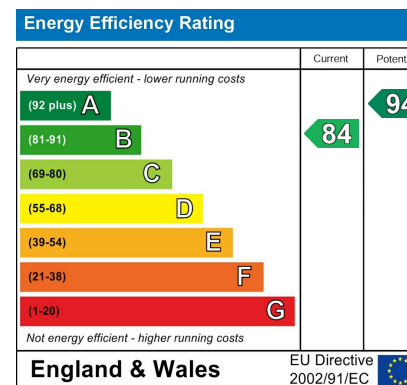 Energy Efficiency Rating
Current
Potent
Very energy efficient - lower running costs
(92 plus) A
94
(81-91) B
84
(69-80) C
(55-68) D
(39-54) E
(21-38) F
(1-20) G
Not energy efficient - higher running costs
England & Wales
EU Directive
2002/91/EC